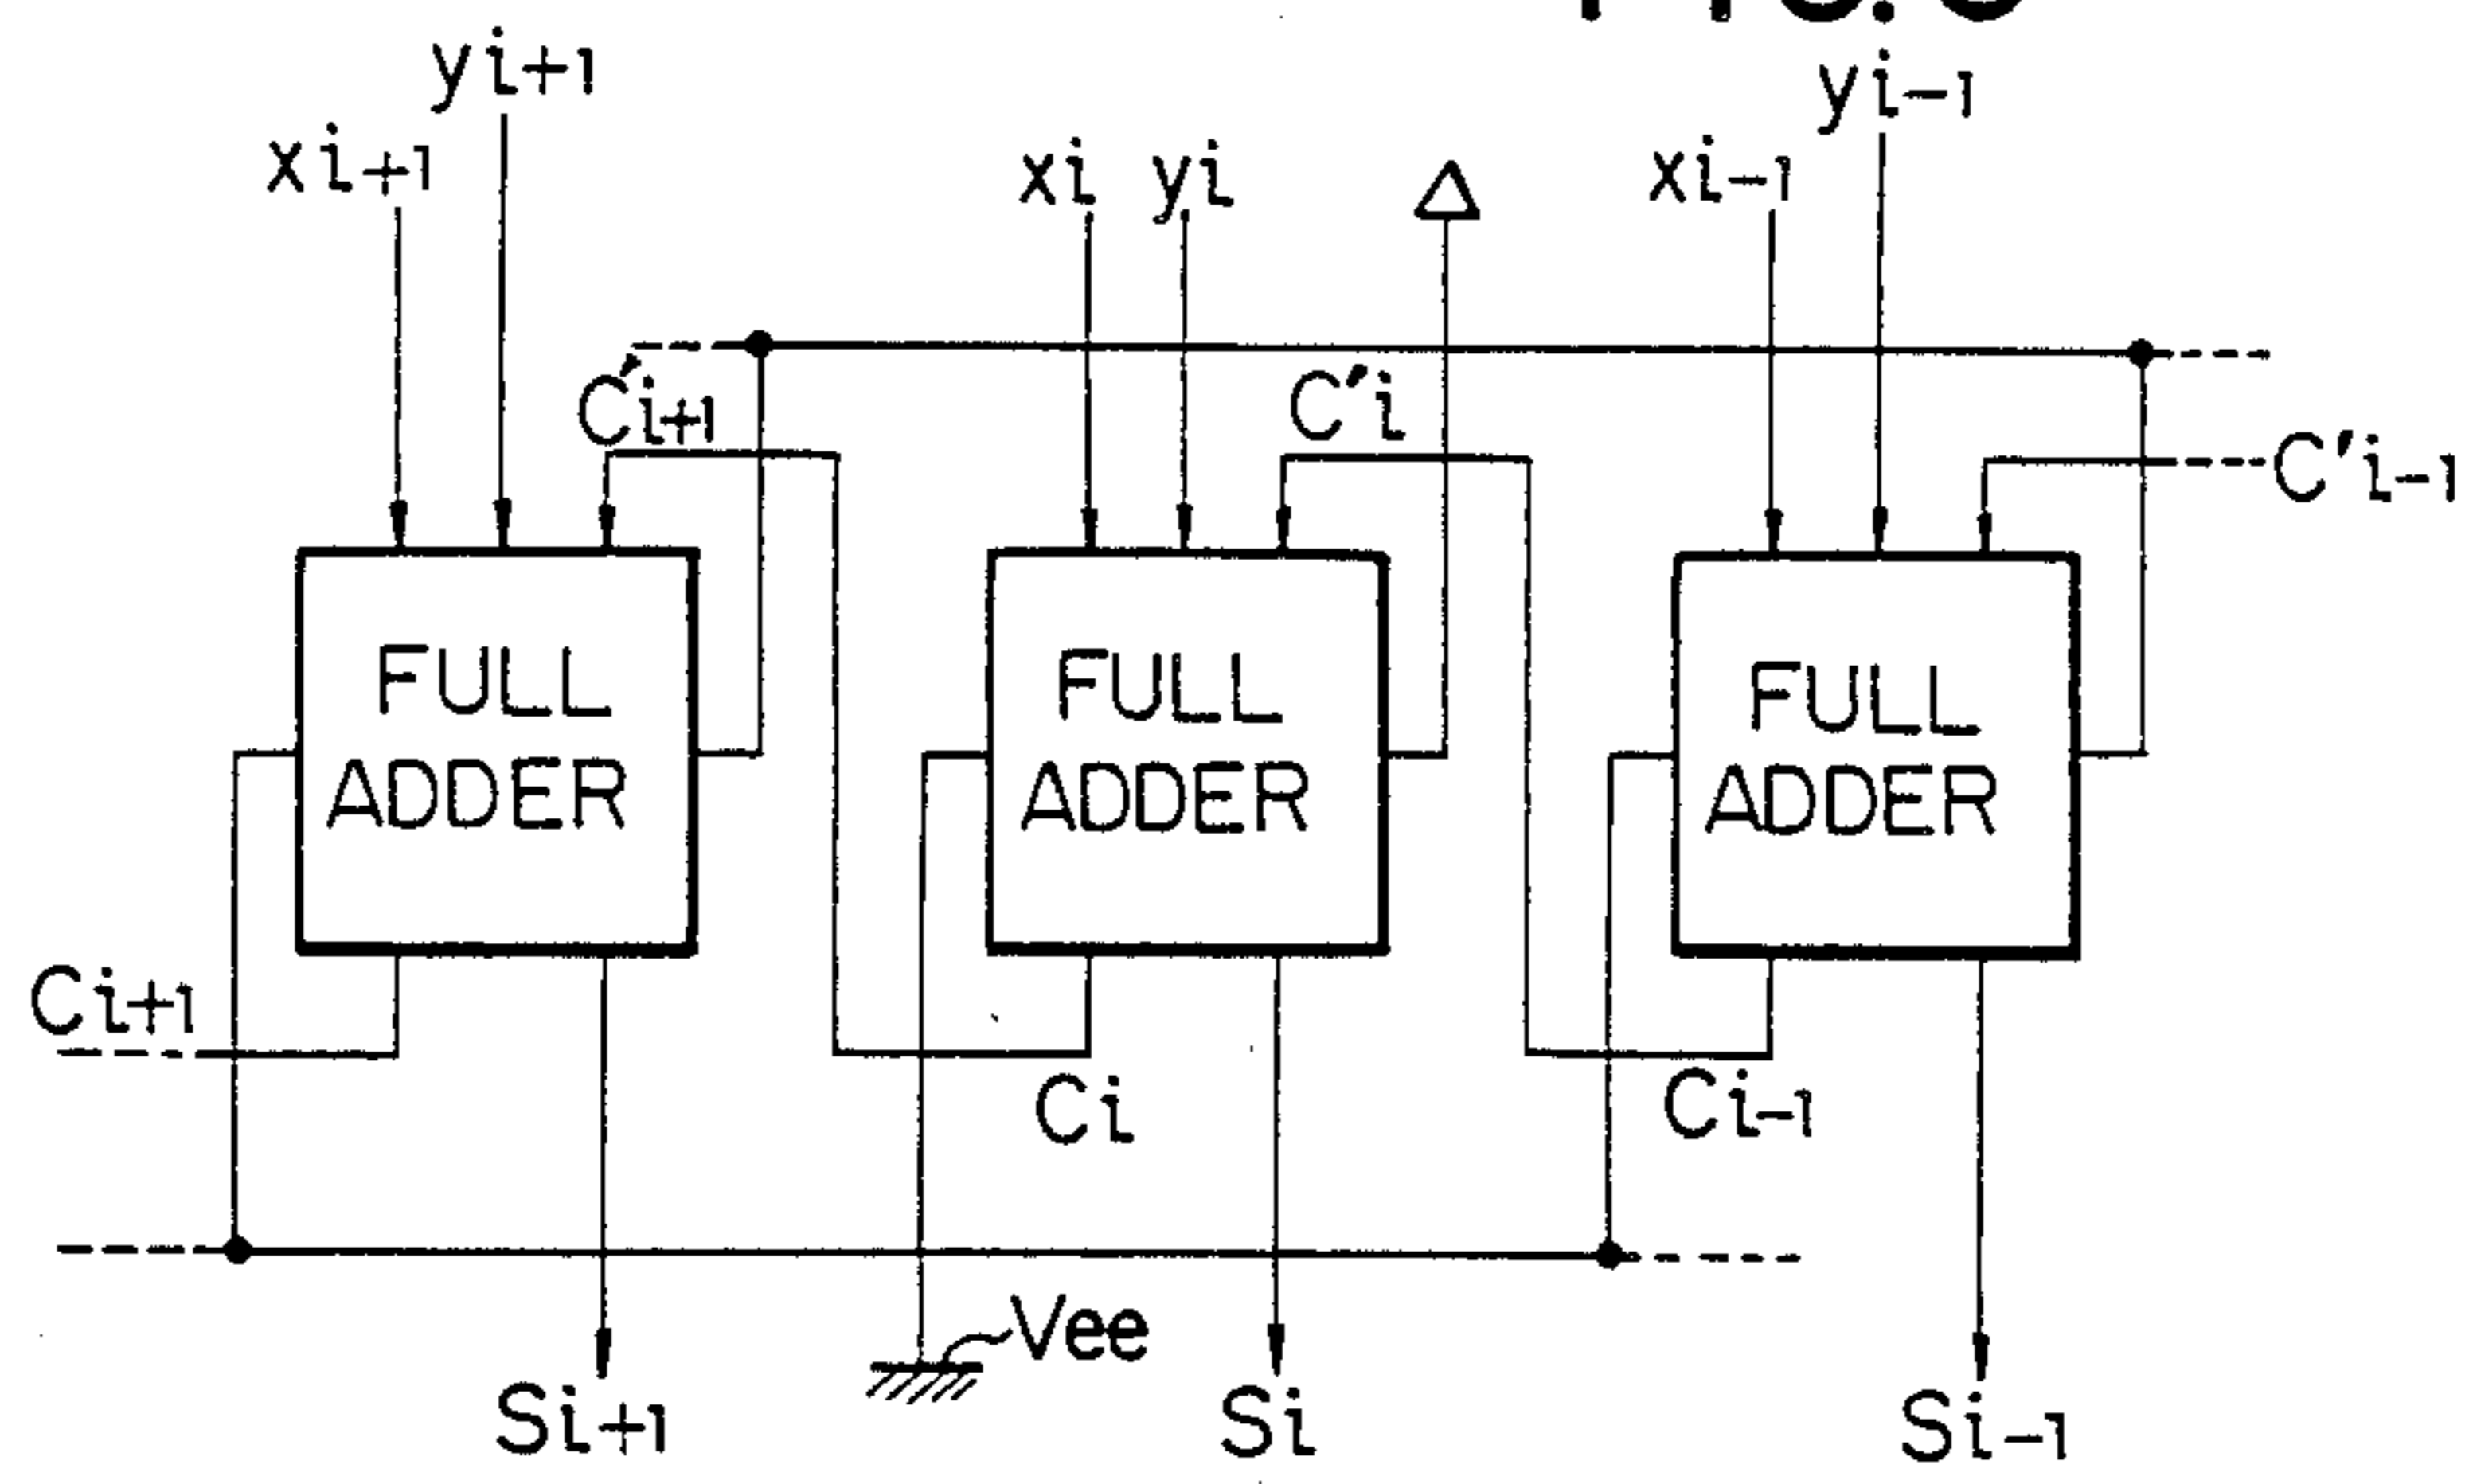 yi+1
yi-1
xi+1
xi
yi
xi-1
C'i+1
C'i
C'i-1
FULL
ADDER
FULL
ADDER
FULL
ADDER
Ci+1
Ci
Ci-1
Vee
Si+1
Si
Si-1